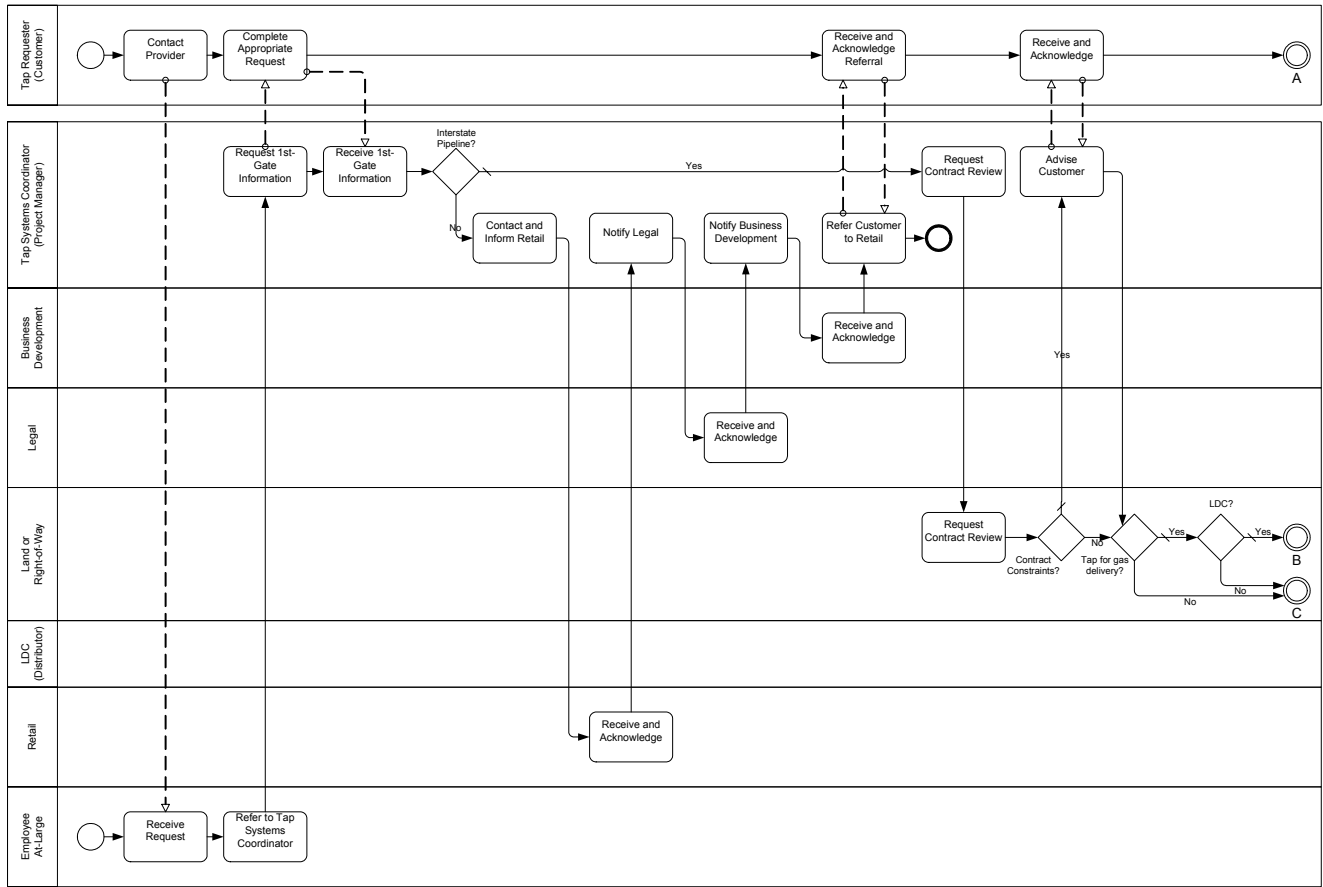 Tap Requester
(Customer)
Contact
Provider
Complete
Appropriate
Request
Receive and
Acknowledge
Referral
Receive and
Acknowledge
A
Tap Systems Coordinator
(Project Manager)
Request 1st-
Gate
Information
Receive 1st-
Gate
Information
Interstate
Pipeline?
Yes
No
Request
Contract Review
Advise
Customer
Contact and
Inform Retail
Notify Legal
Notify Business
Development
Refer Customer
to Retail
Business
Development
Receive and
Acknowledge
Yes
Legal
Receive and
Acknowledge
Land or
Right-of-Way
Request
Contract Review
Contract
Constraints?
No
Tap for gas
delivery?
Yes
LDC?
Yes
B
No
No
C
LDC
(Distributor)
Retail
Receive and
Acknowledge
Employee
At-Large
Receive
Request
Refer to Tap
Systems
Coordinator